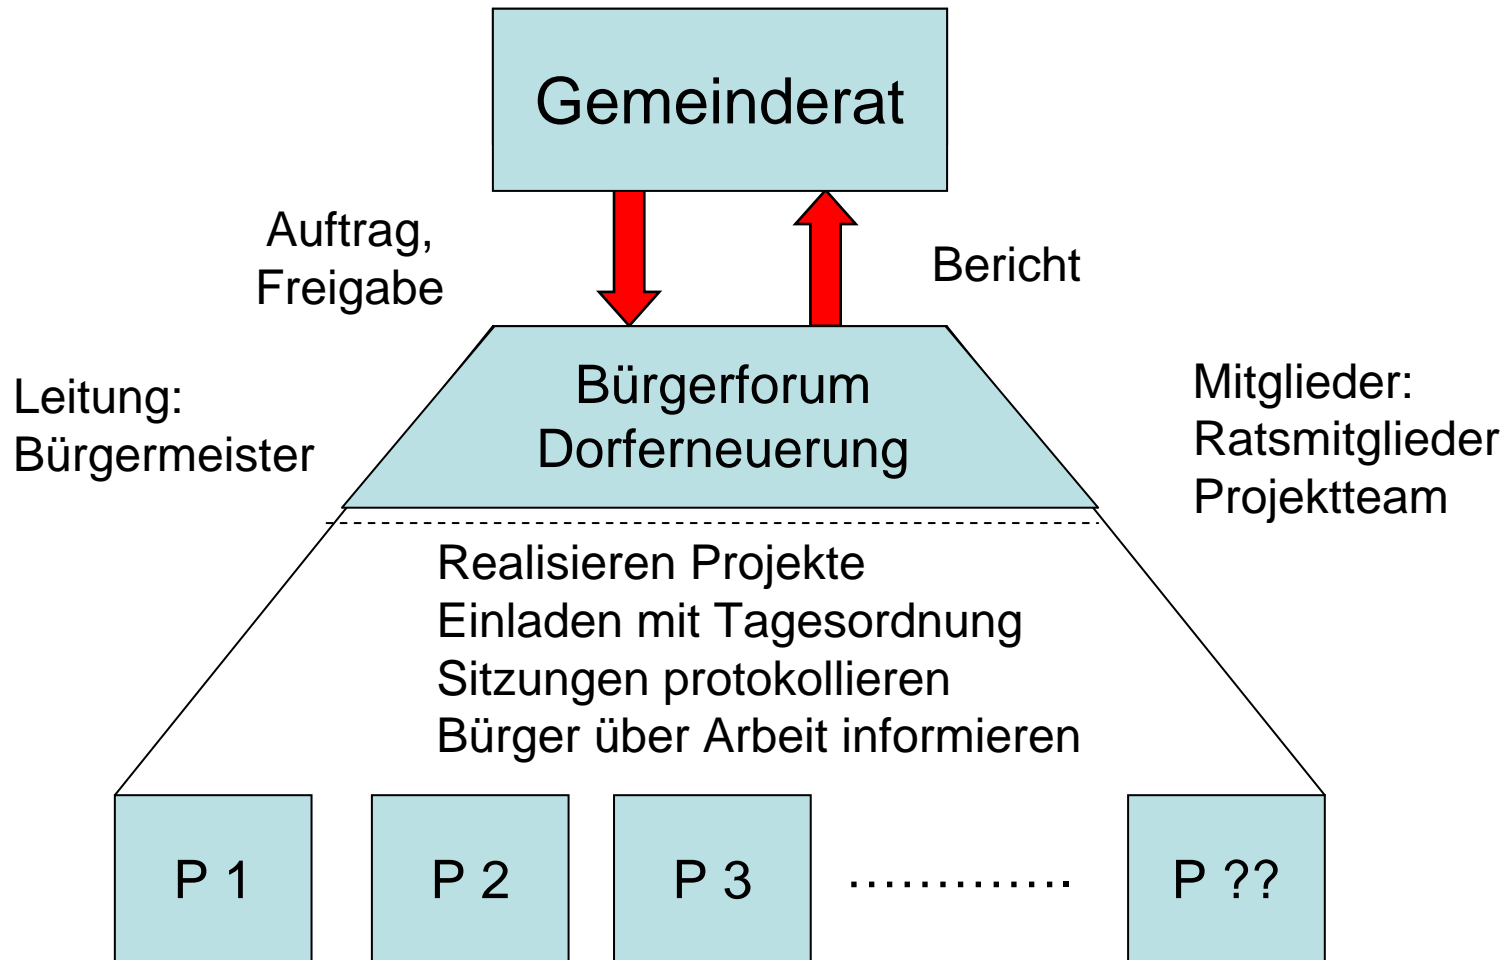 Gemeinderat
Auftrag,
Freigabe
Bericht
Leitung:
Bürgermeister
Bürgerforum
Dorferneuerung
Mitglieder:
Ratsmitglieder
Projektteam
Realisieren Projekte
Einladen mit Tagesordnung
Sitzungen protokollieren
Bürger über Arbeit informieren
P 1
P 2
P 3
.............
P ??